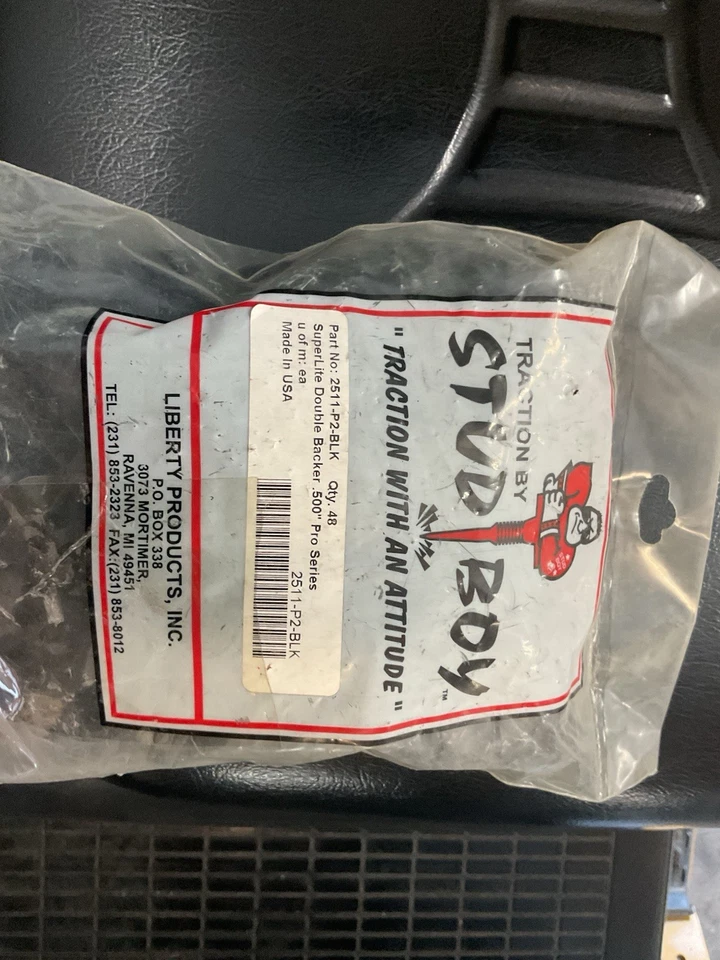 TRACTION BY
STUD BOY™
"TRACTION WITH AN ATTITUDE"
Part No: 2511-P2-BLK Qty. 48
SuperLite Double Backer .500" Pro Series
u of m: ea
Made in USA
2511-P2-BLK
LIBERTY PRODUCTS, INC.
P.O. BOX 338
3073 MORTIMER,
RAVENNA, MI 49451
TEL: (231) 853-2323 FAX:(231) 853-8012